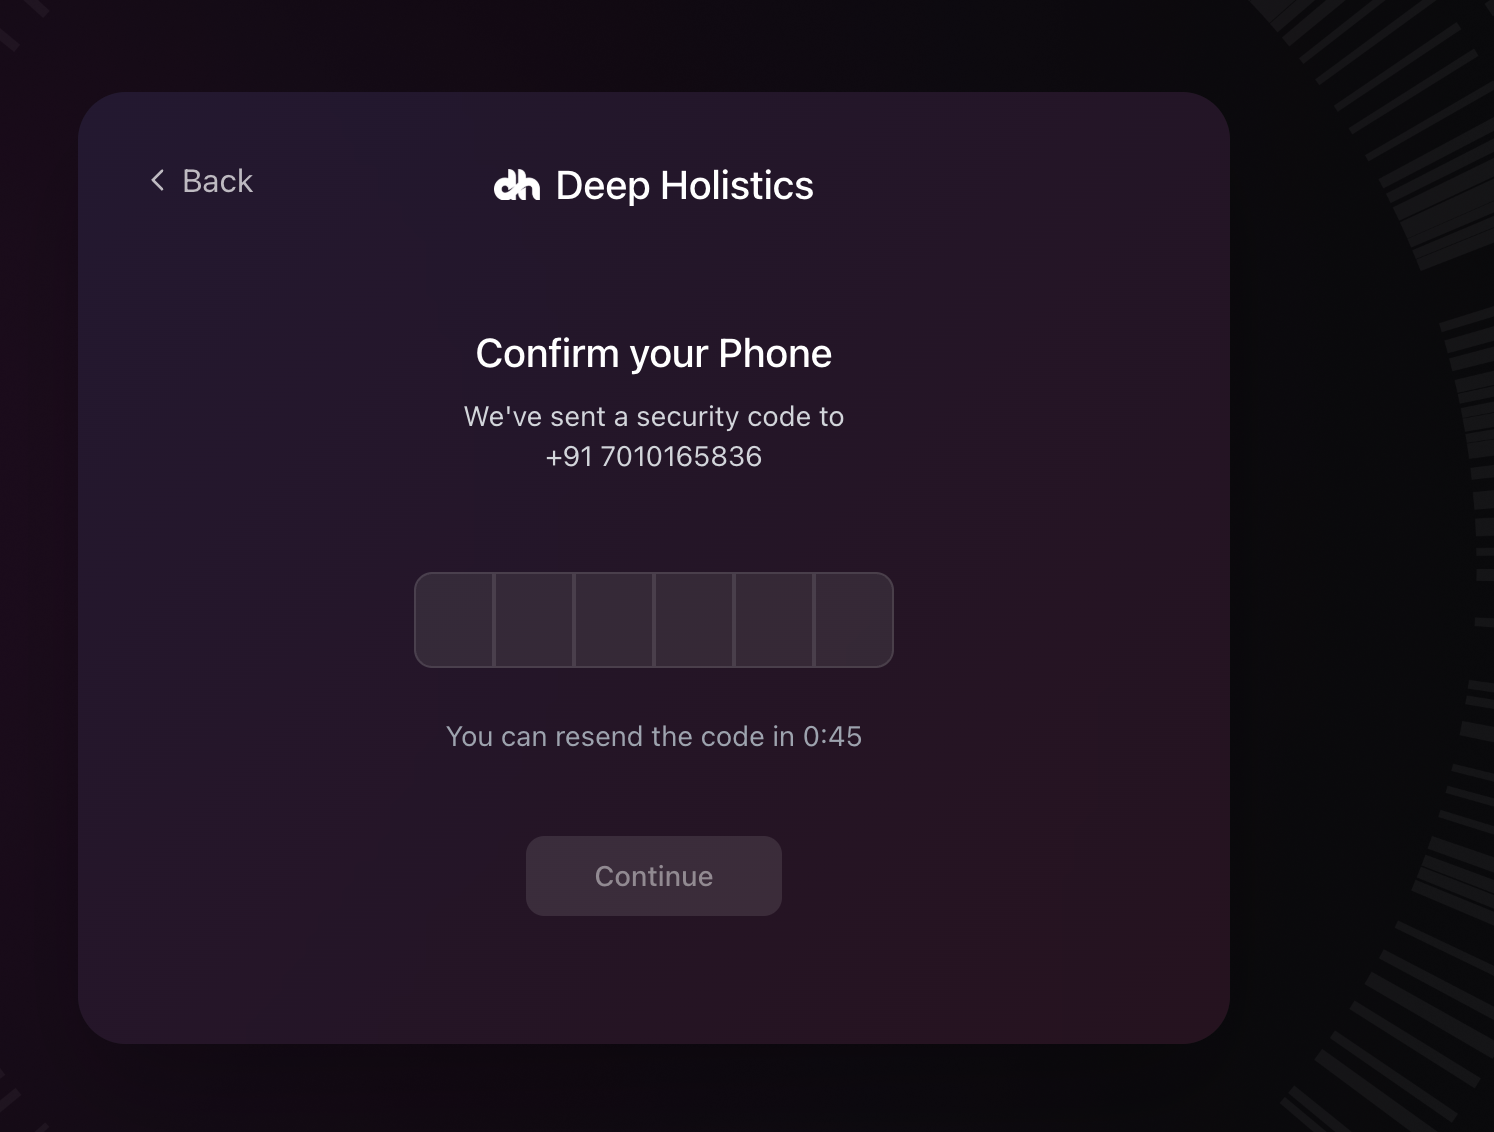 Back
Deep Holistics
Confirm your Phone
We've sent a security code to
+91 7010165836
You can resend the code in 0:45
Continue